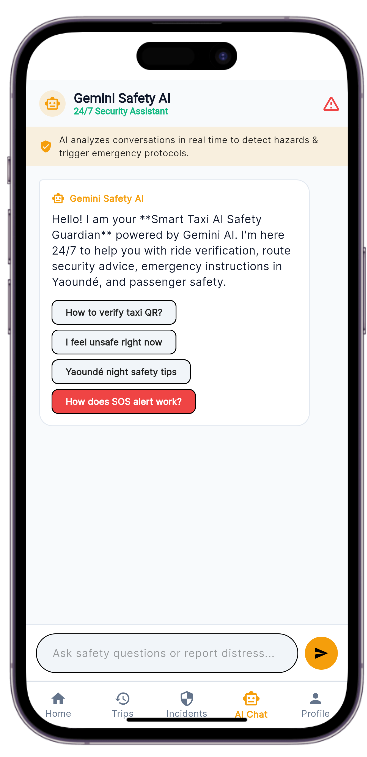 Gemini Safety AI
24/7 Security Assistant
AI analyzes conversations in real time to detect hazards &
trigger emergency protocols.
Gemini Safety AI
Hello! I am your **Smart Taxi AI Safety
Guardian** powered by Gemini AI. I'm here
24/7 to help you with ride verification, route
security advice, emergency instructions in
Yaoundé, and passenger safety.
How to verify taxi QR?
I feel unsafe right now
Yaoundé night safety tips
How does SOS alert work?
Ask safety questions or report distress...
Home
Trips
Incidents
AI Chat
Profile